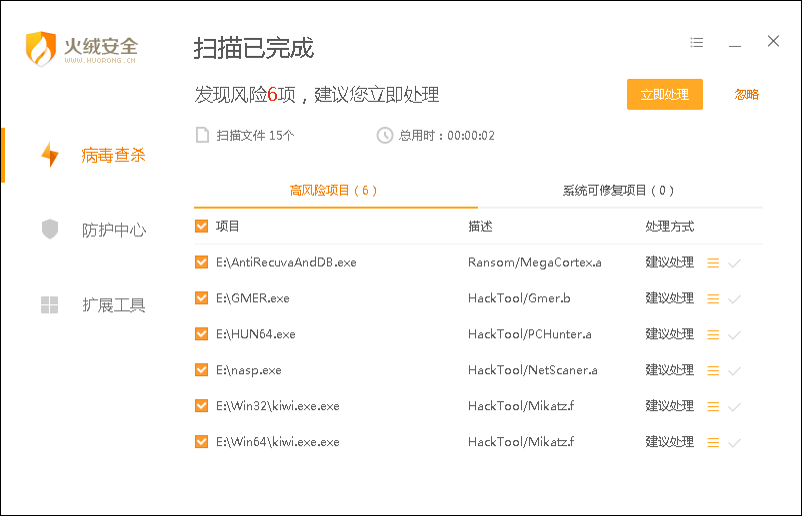 火绒安全
WWW.HUORONG.CN
扫描已完成
发现风险6项，建议您立即处理
立即处理
忽略
扫描文件 15个
总用时：00:00:02
病毒查杀
防护中心
扩展工具
高风险项目（6）
系统可修复项目（0）
项目 描述 处理方式
E:\AntiRecuvaAndDB.exe Ransom/MegaCortex.a 建议处理
E:\GMER.exe HackTool/Gmer.b 建议处理
E:\HUN64.exe HackTool/PCHunter.a 建议处理
E:\nasp.exe HackTool/NetScaner.a 建议处理
E:\Win32\kiwi.exe.exe HackTool/Mikatz.f 建议处理
E:\Win64\kiwi.exe.exe HackTool/Mikatz.f 建议处理